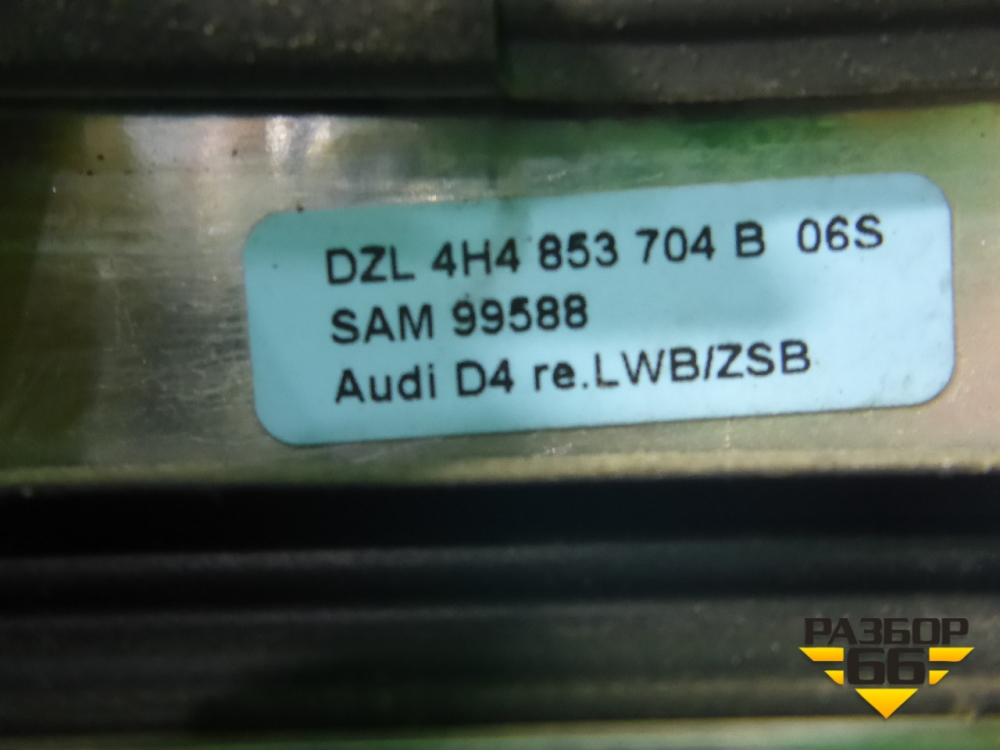 DZL 4H4 853 704 B 06S
SAM 99588
Audi D4 re.LWB/ZSB
РАЗБОР
66